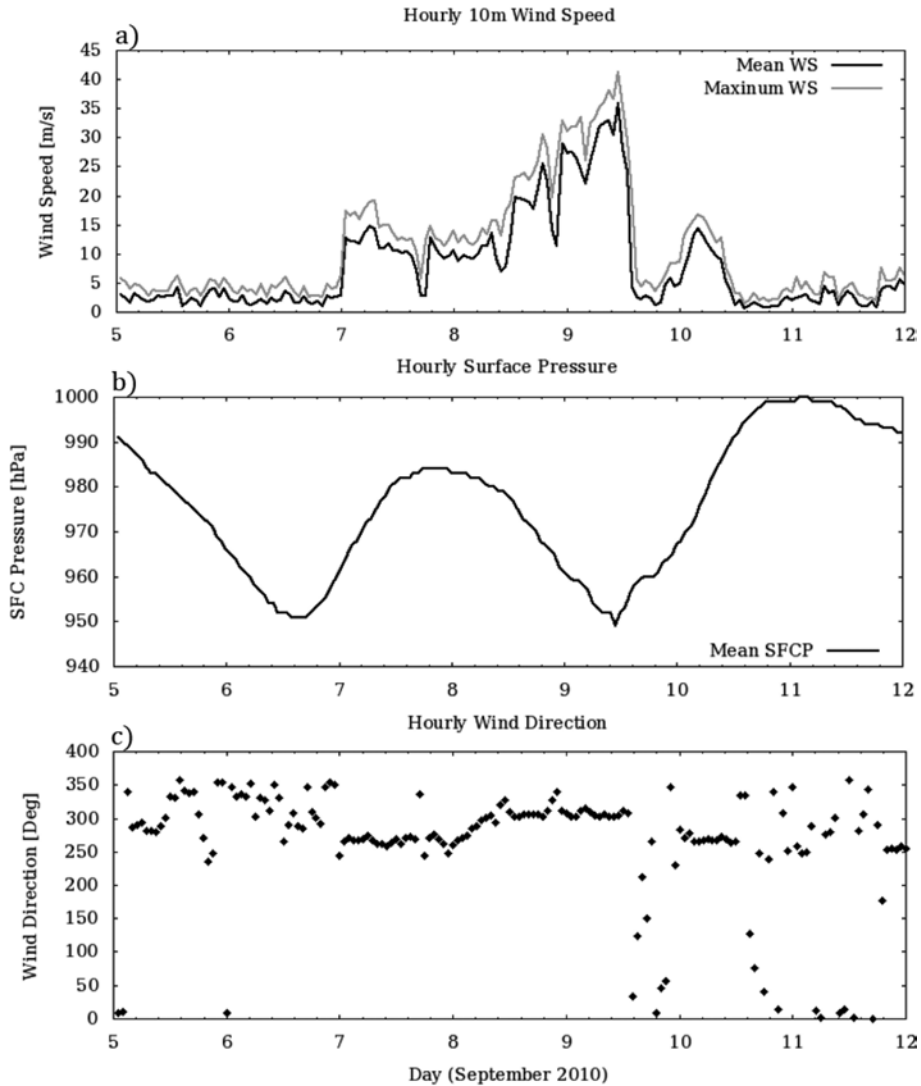 Hourly 10m Wind Speed
a)
45
40
35
30
25
20
15
10
5
0
Wind Speed [m/s]
Mean WS
Maxinum WS
5 6 7 8 9 10 11 12
Hourly Surface Pressure
b)
1000
990
980
970
960
950
940
SFC Pressure [hPa]
Mean SFCP
5 6 7 8 9 10 11 12
Hourly Wind Direction
c)
400
350
300
250
200
150
100
50
0
Wind Direction [Deg]
5 6 7 8 9 10 11 12
Day (September 2010)